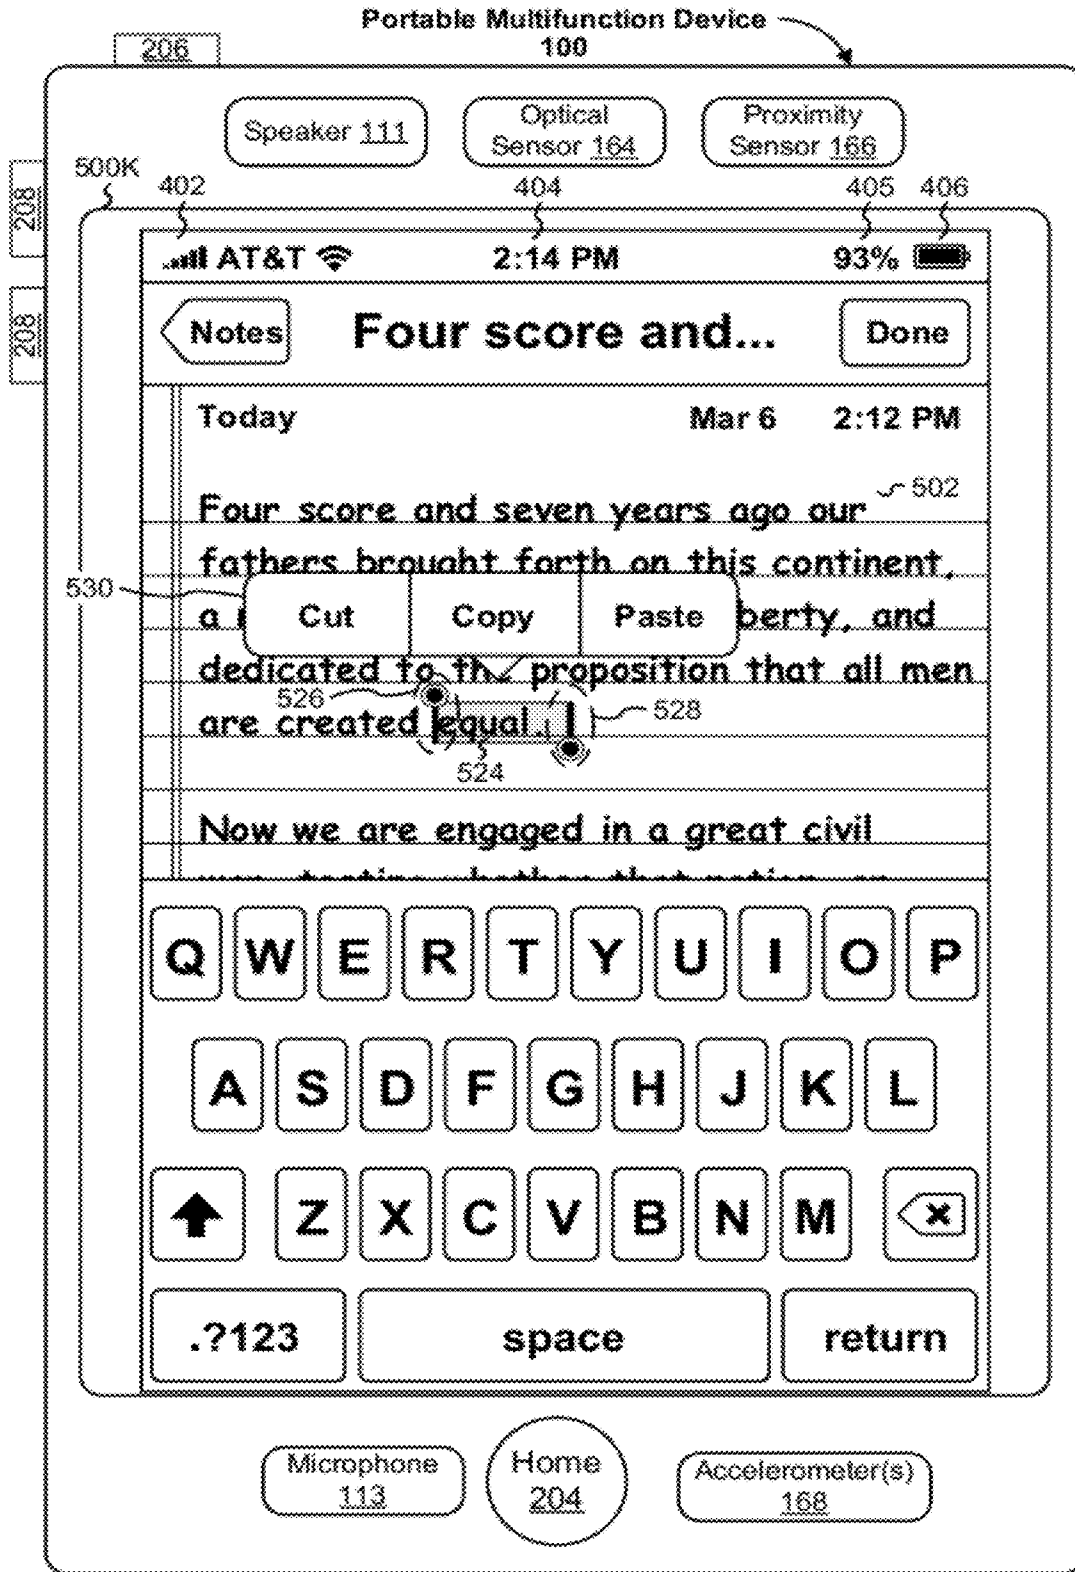 Portable Multifunction Device
100
206
Speaker 111
Optical
Sensor 164
Proximity
Sensor 166
500K
402
404
405
406
208
208
AT&T
2:14 PM
93%
Notes
Four score and...
Done
Today
Mar 6
2:12 PM
Four score and seven years ago our
502
fathers brought forth on this continent,
530
a
Cut
Copy
Paste
berty, and
dedicated to th proposition that all men
526
528
are created equal.
524
Now we are engaged in a great civil
Q W E R T Y U I O P
A S D F G H J K L
Z X C V B N M
.?123
space
return
Microphone
113
Home
204
Accelerometer(s)
168